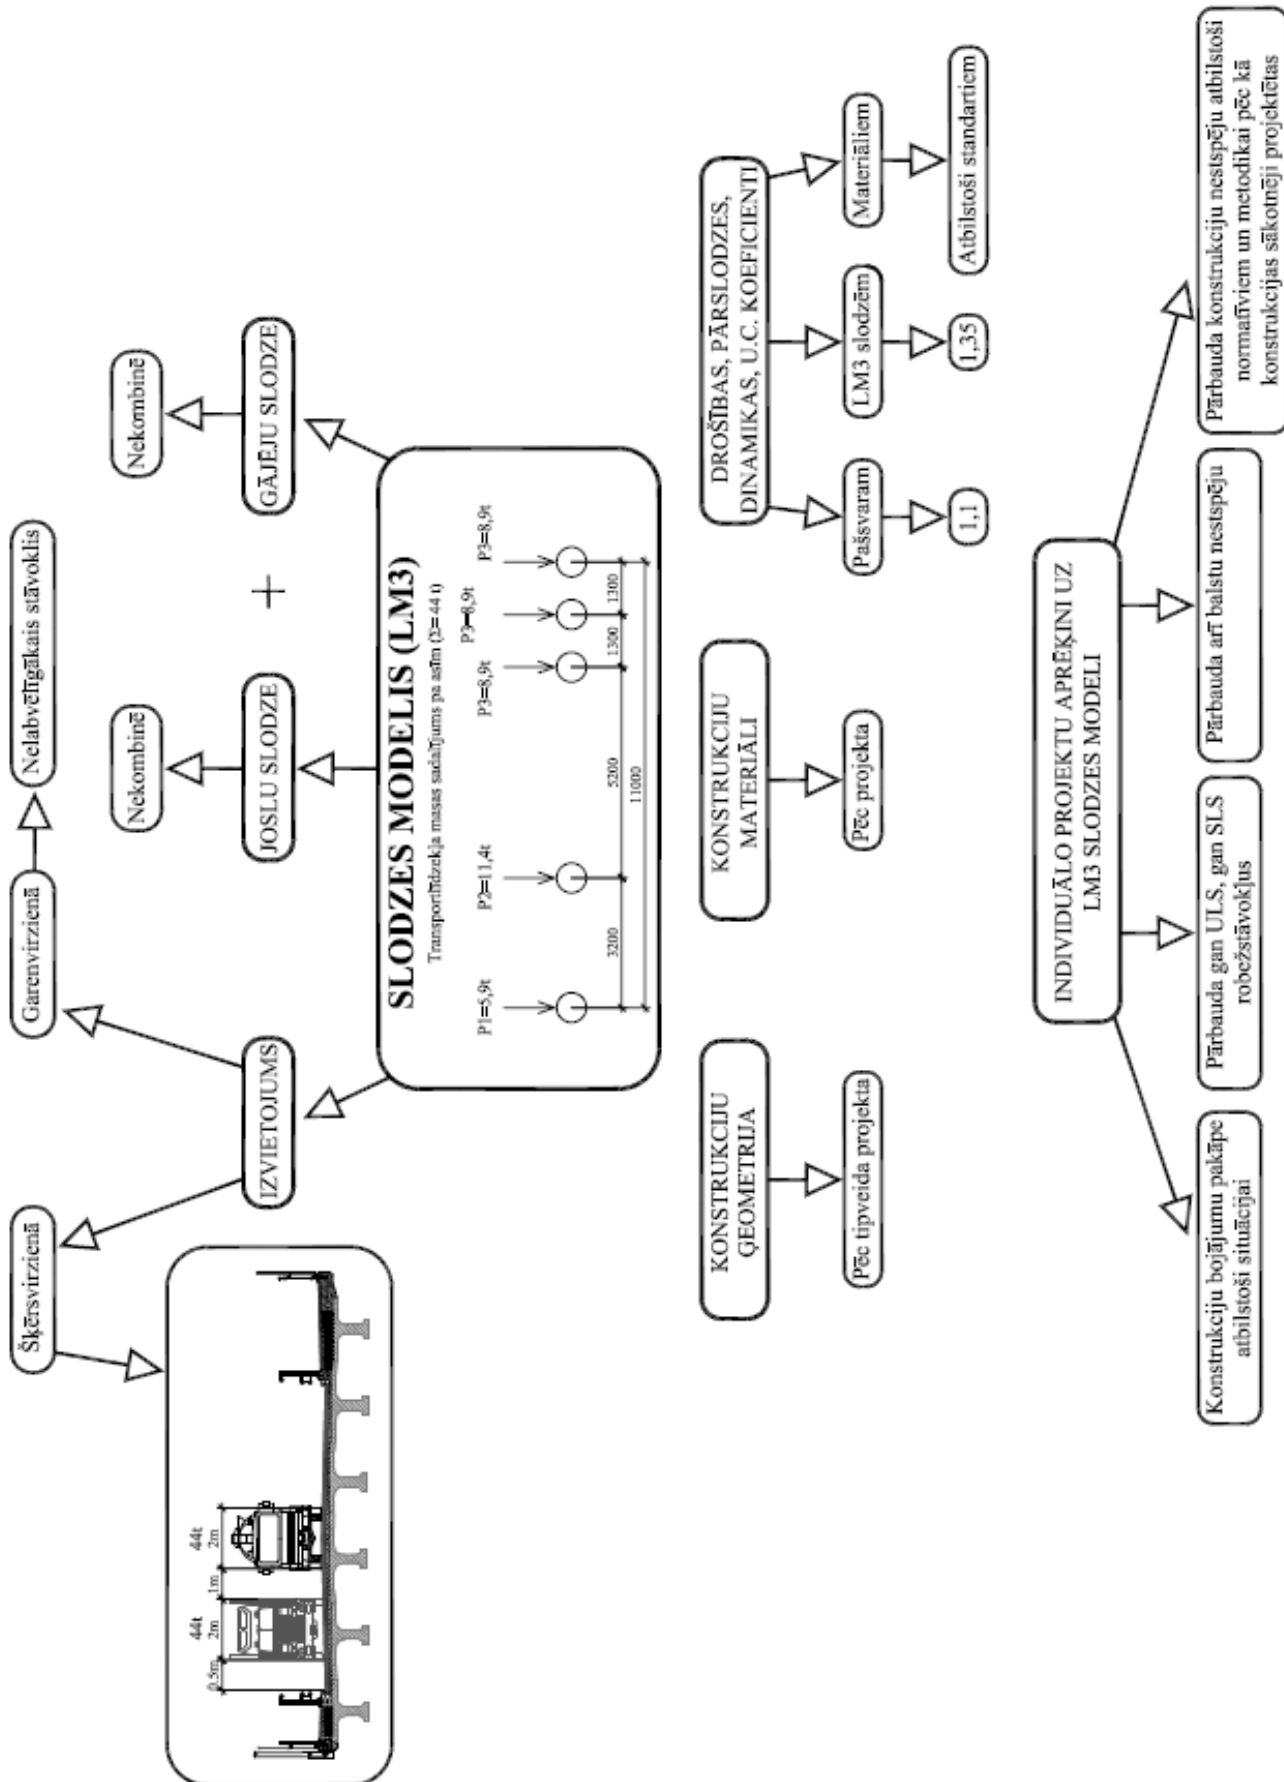 Šķērsvirzienā
Garenvirzienā
Nelabvēlīgākais stāvoklis
IZVIETOJUMS
Nekombinē
JOSLU SLODZE
+
Nekombinē
GĀJĒJU SLODZE
44t
44t
0.5m
2m
1m
2m
SLODZES MODELIS (LM3)
Transportlīdzekļa masas sadalījums pa asīm (Σ=44 t)
P1=5,9t
P2=11,4t
P3=8,9t
P3=8,9t
P3=8,9t
3200
5200
1300
1300
11000
KONSTRUKCIJU
ĢEOMETRIJA
Pēc tipveida projekta
KONSTRUKCIJU
MATERIĀLI
Pēc projekta
DROŠĪBAS, PĀRSLODZES,
DINAMIKAS, U.C. KOEFICIENTI
Pašsvaram
LM3 slodzēm
Materiāliem
1,1
1,35
Atbilstoši standartiem
INDIVIDUĀLO PROJEKTU APRĒĶINI UZ
LM3 SLODZES MODELI
Konstrukciju bojājumu pakāpe
atbilstoši situācijai
Pārbauda gan ULS, gan SLS
robežstāvokļus
Pārbauda arī balstu nestspēju
Pārbauda konstrukciju nestspēju atbilstoši
normatīviem un metodikai pēc kā
konstrukcijas sākotnēji projektētas